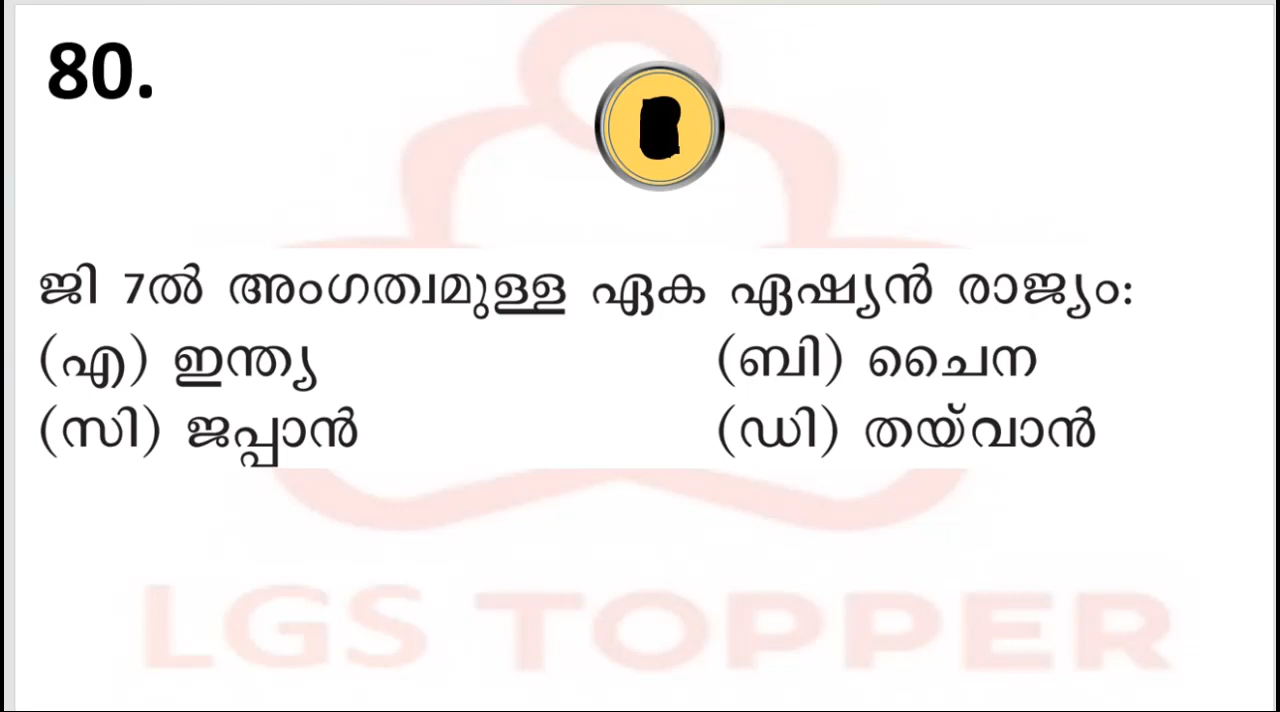 80.
ജി 7ൽ അംഗത്വമുള്ള ഏക ഏഷ്യൻ രാജ്യം:
(എ) ഇന്ത്യ (ബി) ചൈന
(സി) ജപ്പാൻ (ഡി) തയ്‌വാൻ
LGS TOPPER